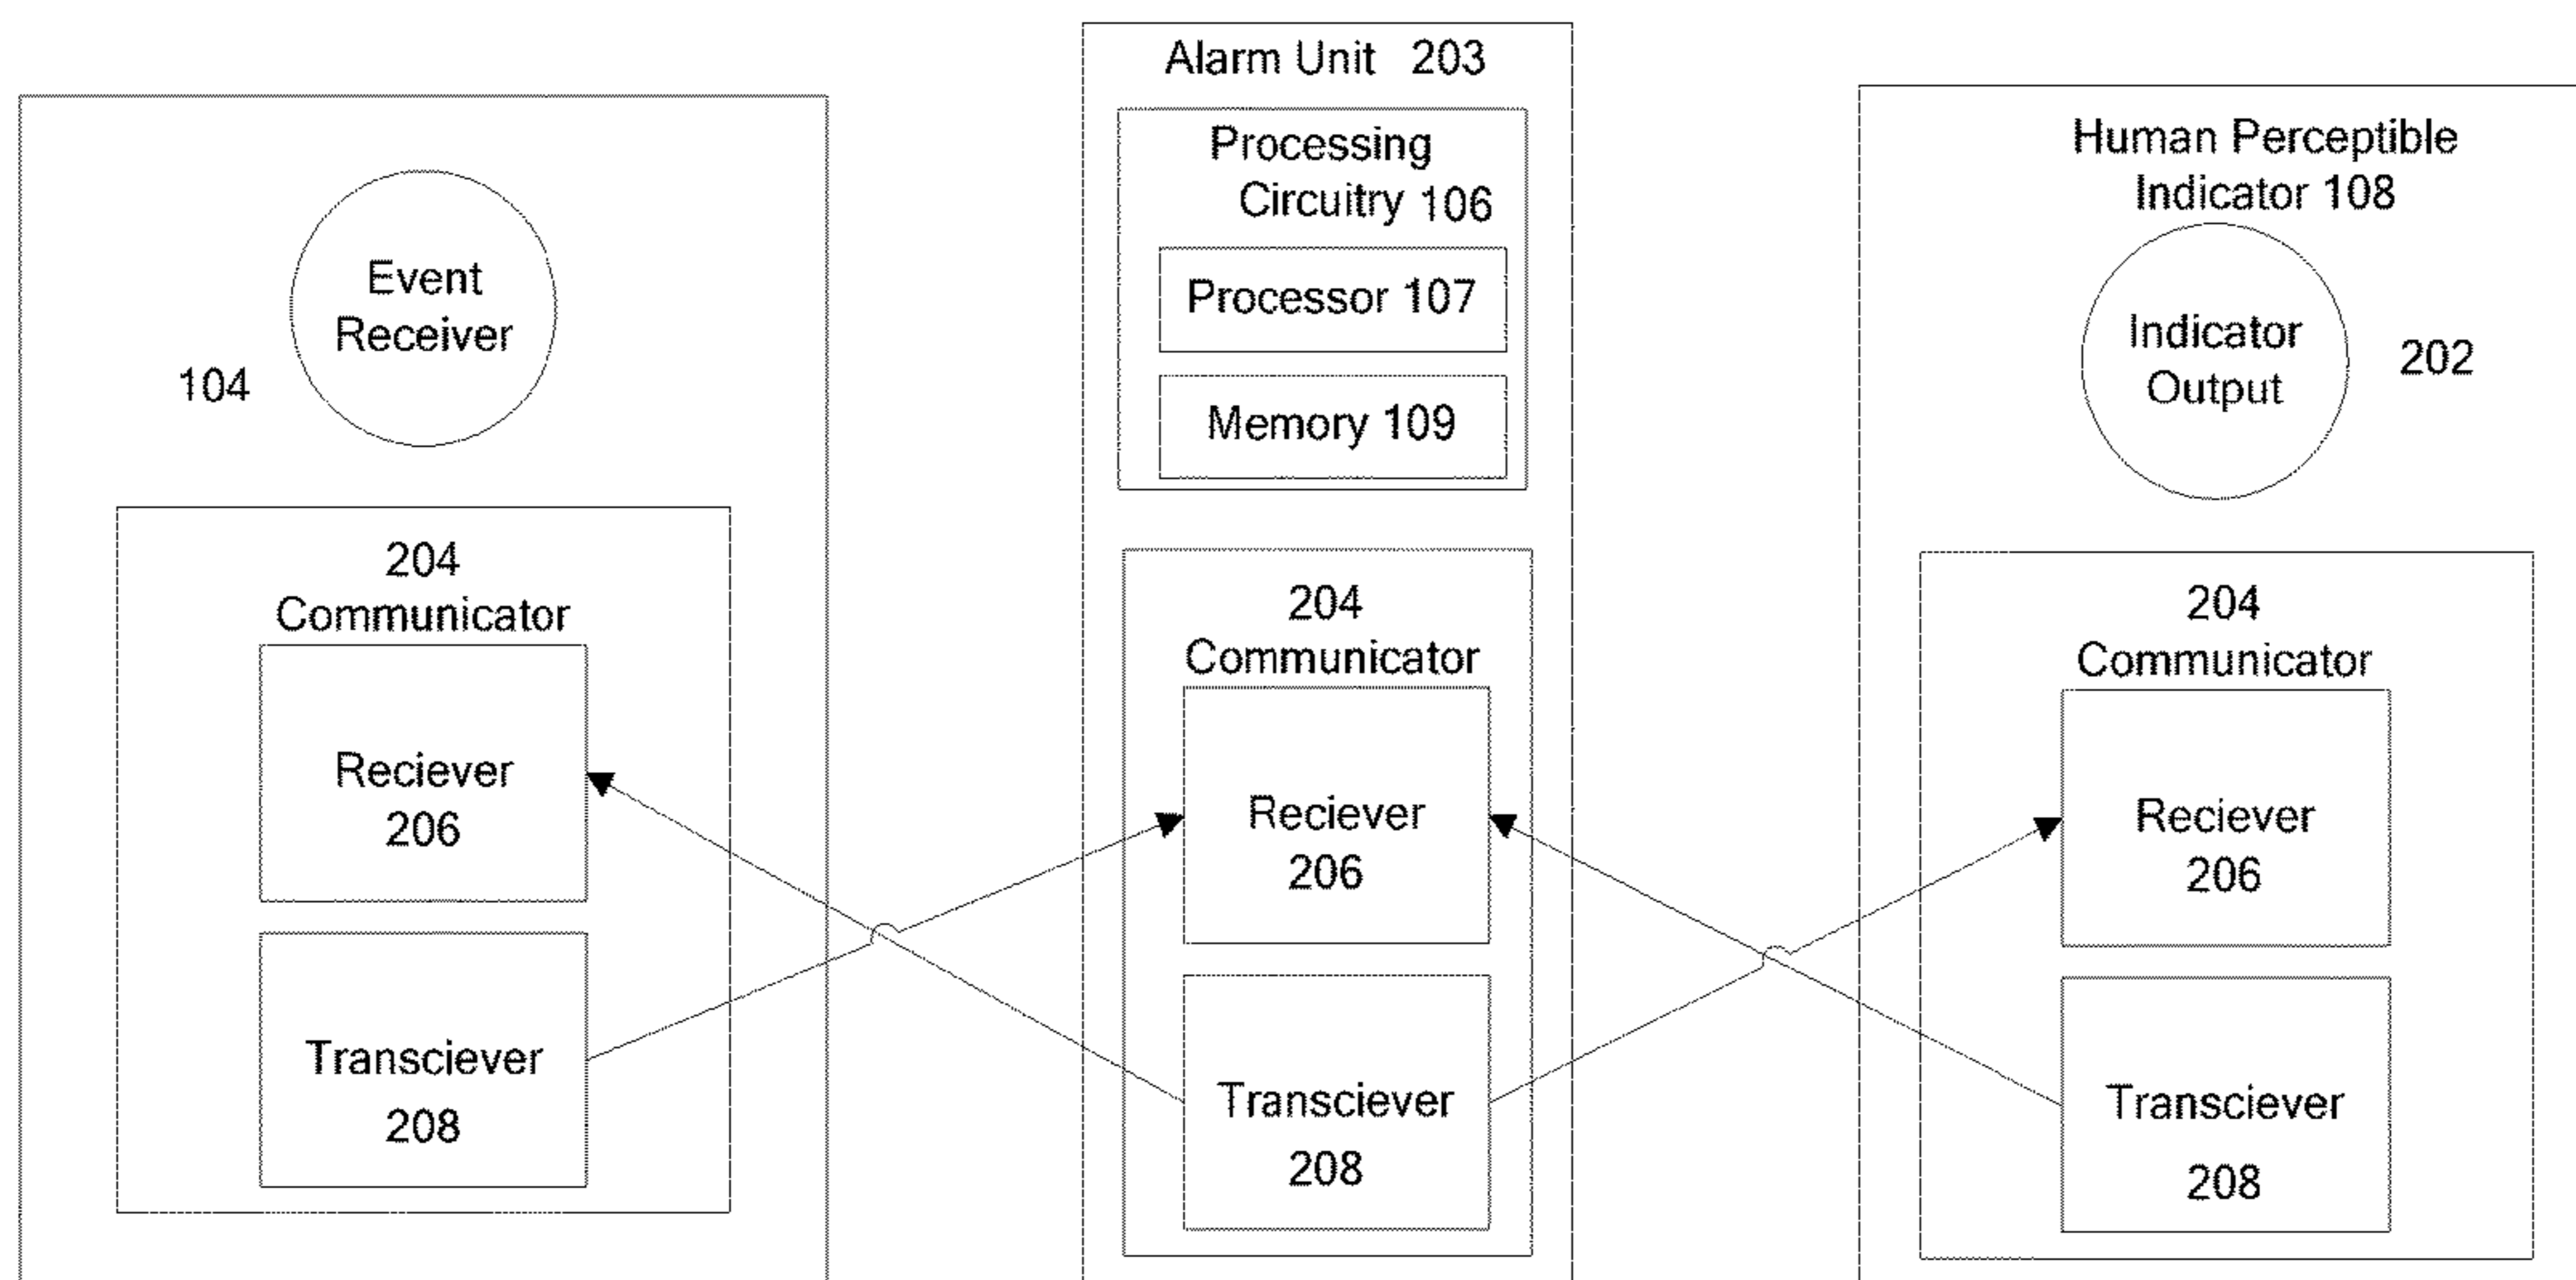 Event
Receiver
104
204
Communicator
Reciever
206
Transciever
208
Alarm Unit 203
Processing
Circuitry 106
Processor 107
Memory 109
204
Communicator
Reciever
206
Transciever
208
Human Perceptible
Indicator 108
Indicator
Output
202
204
Communicator
Reciever
206
Transciever
208